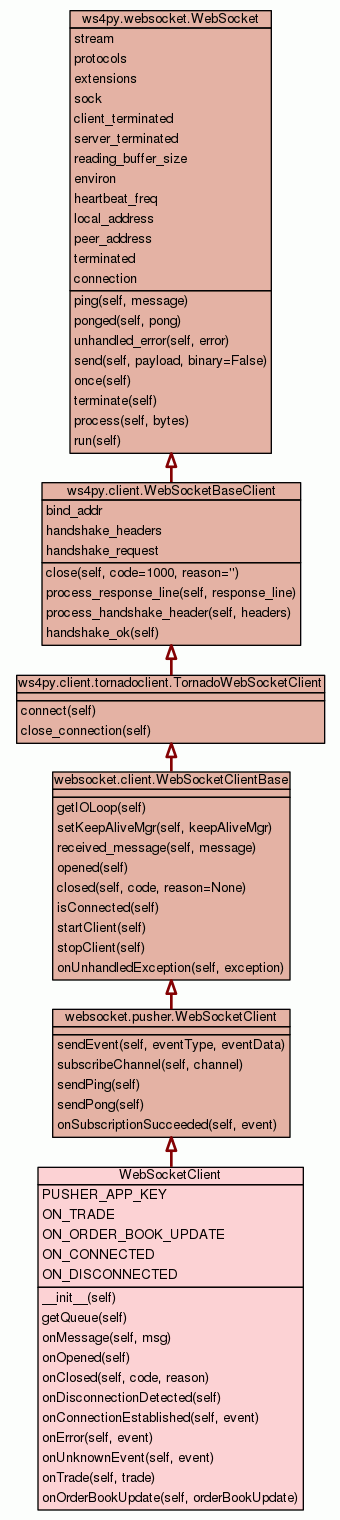 ws4py.websocket.WebSocket
stream
protocols
extensions
sock
client_terminated
server_terminated
reading_buffer_size
environ
heartbeat_freq
local_address
peer_address
terminated
connection
ping(self, message)
ponged(self, pong)
unhandled_error(self, error)
send(self, payload, binary=False)
once(self)
terminate(self)
process(self, bytes)
run(self)
ws4py.client.WebSocketBaseClient
bind_addr
handshake_headers
handshake_request
close(self, code=1000, reason='')
process_response_line(self, response_line)
process_handshake_header(self, headers)
handshake_ok(self)
ws4py.client.tornadoclient.TornadoWebSocketClient
connect(self)
close_connection(self)
websocket.client.WebSocketClientBase
getIOLoop(self)
setKeepAliveMgr(self, keepAliveMgr)
received_message(self, message)
opened(self)
closed(self, code, reason=None)
isConnected(self)
startClient(self)
stopClient(self)
onUnhandledException(self, exception)
websocket.pusher.WebSocketClient
sendEvent(self, eventType, eventData)
subscribeChannel(self, channel)
sendPing(self)
sendPong(self)
onSubscriptionSucceeded(self, event)
WebSocketClient
PUSHER_APP_KEY
ON_TRADE
ON_ORDER_BOOK_UPDATE
ON_CONNECTED
ON_DISCONNECTED
__init__(self)
getQueue(self)
onMessage(self, msg)
onOpened(self)
onClosed(self, code, reason)
onDisconnectionDetected(self)
onConnectionEstablished(self, event)
onError(self, event)
onUnknownEvent(self, event)
onTrade(self, trade)
onOrderBookUpdate(self, orderBookUpdate)